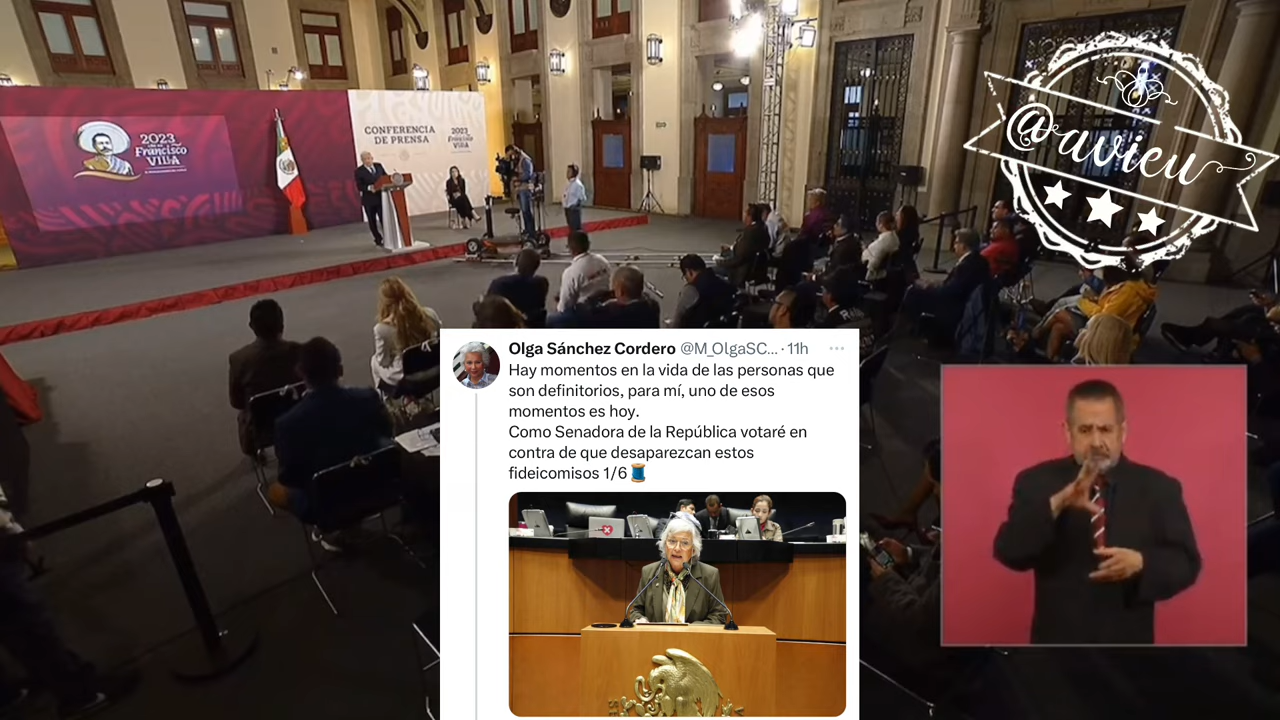 2023
Francisco
VILLA
CONFERENCIA
DE PRENSA
2023
Francisco
VILLA
@avieu
Olga Sánchez Cordero @M_OlgaSC... · 11h
Hay momentos en la vida de las personas que
son definitorios, para mí, uno de esos
momentos es hoy.
Como Senadora de la República votaré en
contra de que desaparezcan estos
fideicomisos 1/6 🧵